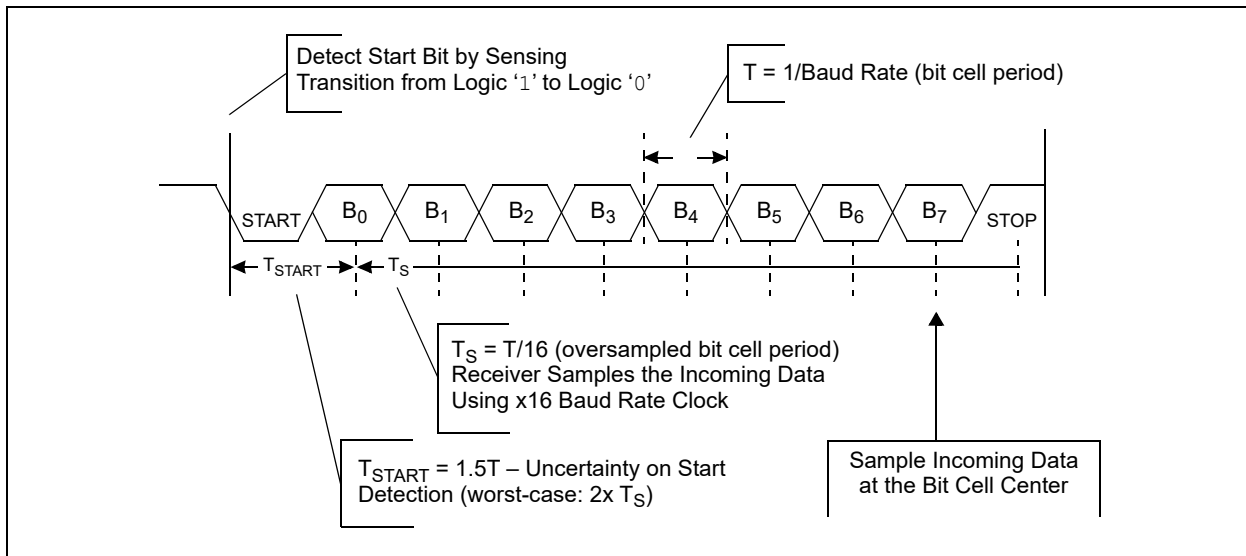 Detect Start Bit by Sensing
Transition from Logic ‘1’ to Logic ‘0’
T = 1/Baud Rate (bit cell period)
START B0 B1 B2 B3 B4 B5 B6 B7 STOP
TSTART TS
TS = T/16 (oversampled bit cell period)
Receiver Samples the Incoming Data
Using x16 Baud Rate Clock
TSTART = 1.5T – Uncertainty on Start
Detection (worst-case: 2x TS)
Sample Incoming Data
at the Bit Cell Center